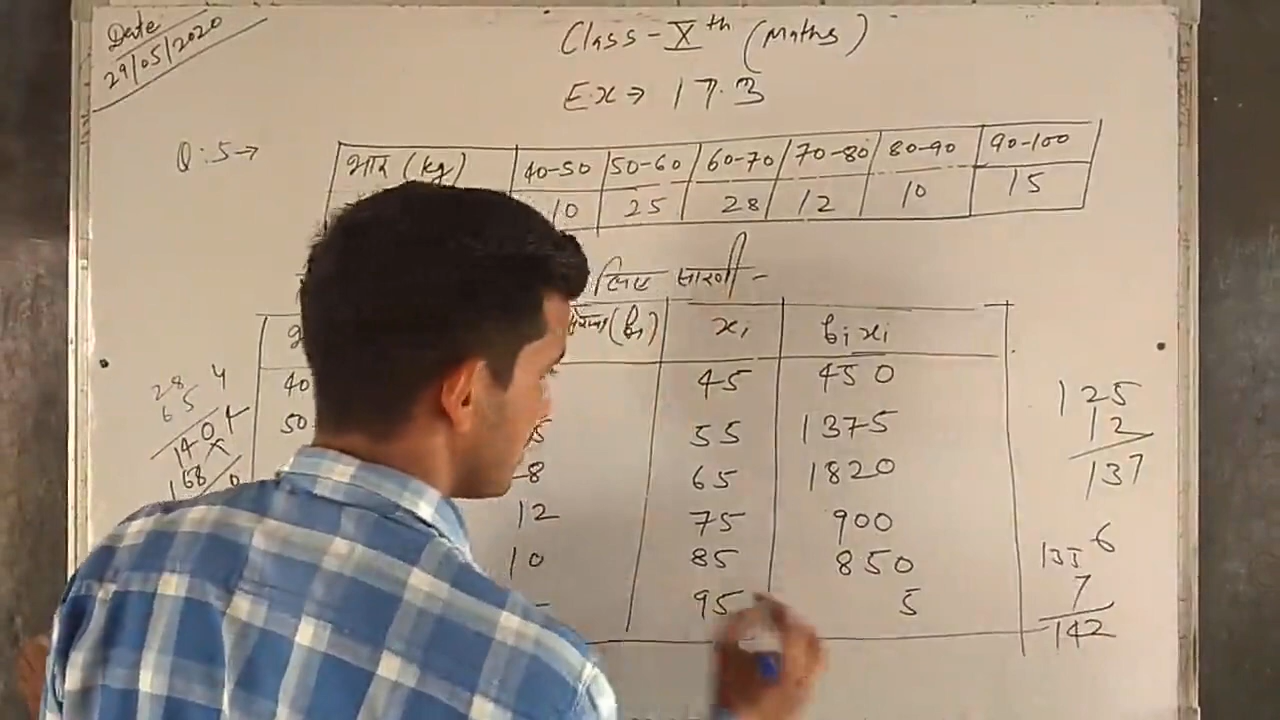 Date
29/05/2020
Class - Xth (Maths)
E.x → 17.3
Q:5→
भार (kg) 40-50 50-60 60-70 70-80 80-90 90-100
10 25 28 12 10 15
लिए सारणी -
(fi) xi fixi
40 45 450
50 5 55 1375
8 65 1820
12 75 900
10 85 850
95 5
28 4
65
140
168
125
12
137
135 6
7
142